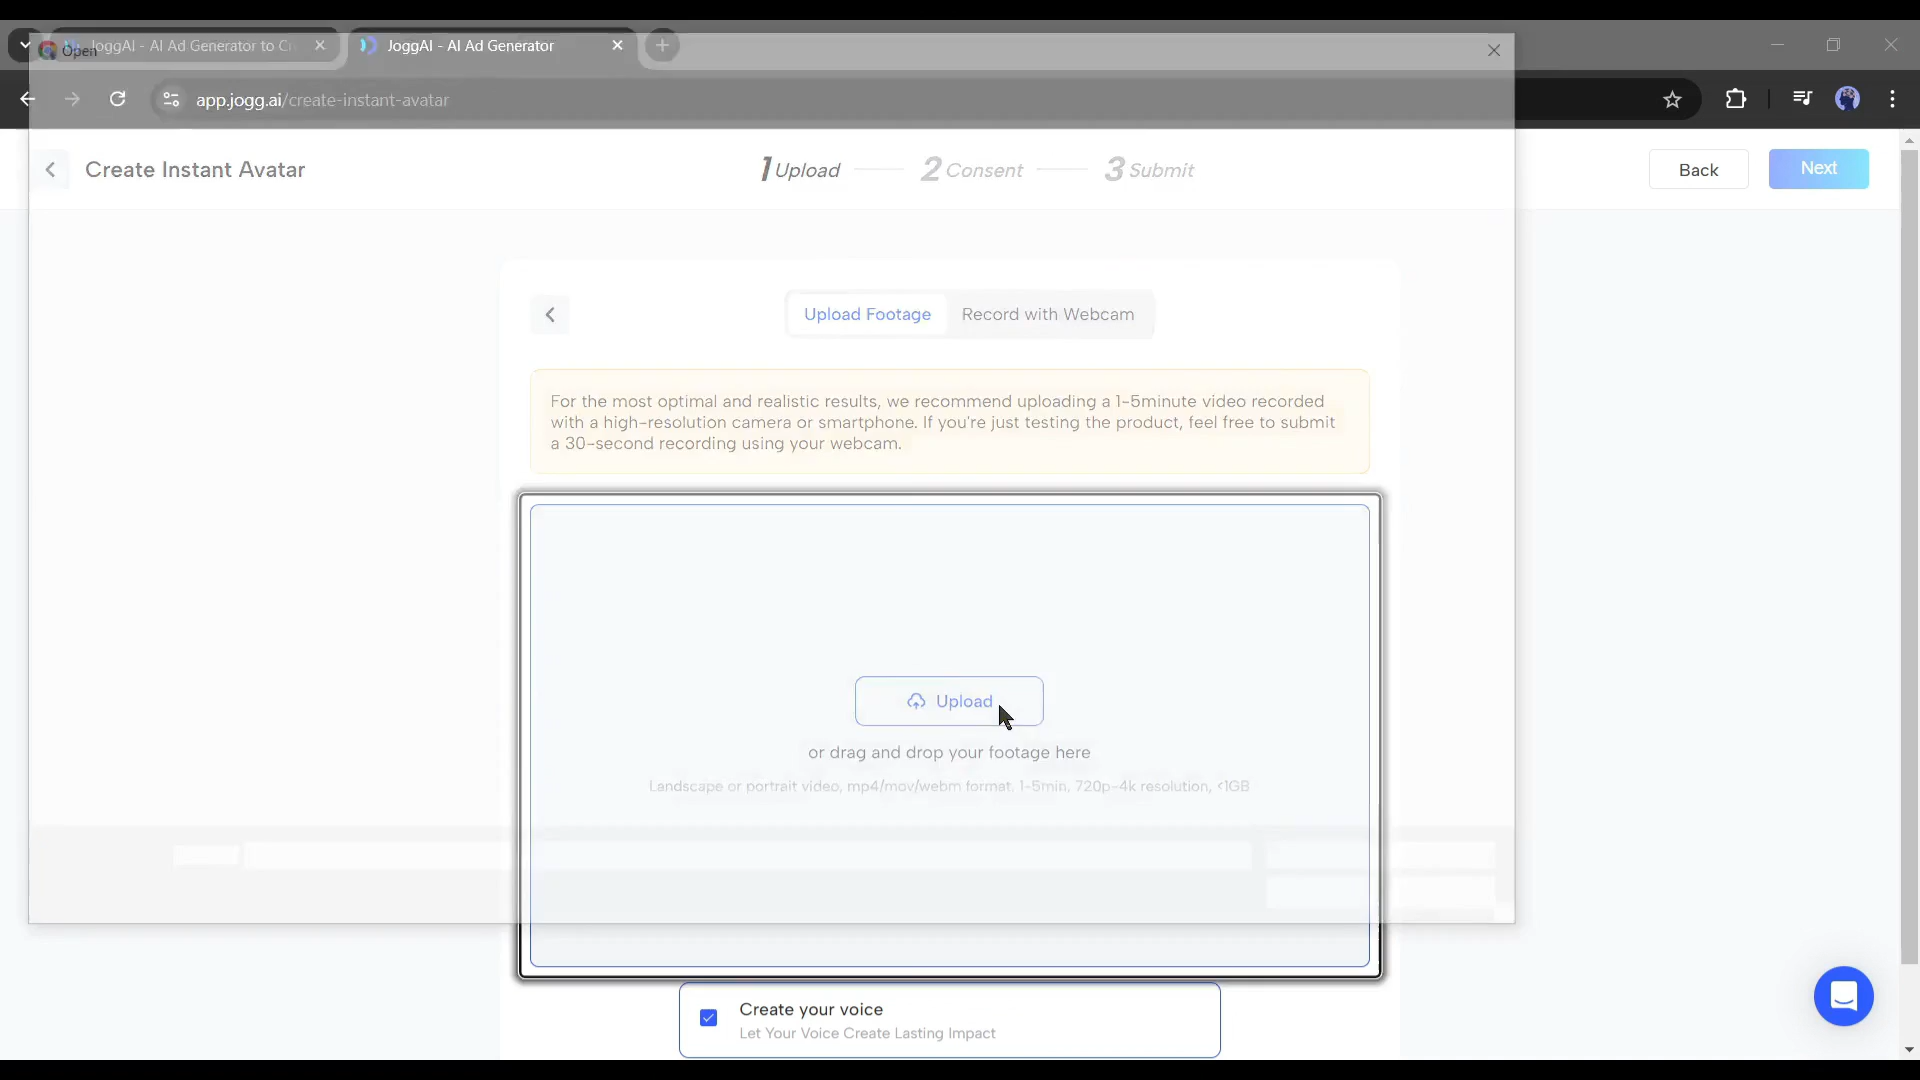 Open
JoggAI - AI Ad Generator to Cr
JoggAI - AI Ad Generator
app.jogg.ai/create-instant-avatar
Create Instant Avatar
1 Upload
2 Consent
3 Submit
Back
Next
Upload Footage
Record with Webcam
For the most optimal and realistic results, we recommend uploading a 1-5minute video recorded
with a high-resolution camera or smartphone. If you're just testing the product, feel free to submit
a 30-second recording using your webcam.
Upload
or drag and drop your footage here
Landscape or portrait video, mp4/mov/webm format, 1-5min, 720p-4k resolution, <1GB
Create your voice
Let Your Voice Create Lasting Impact